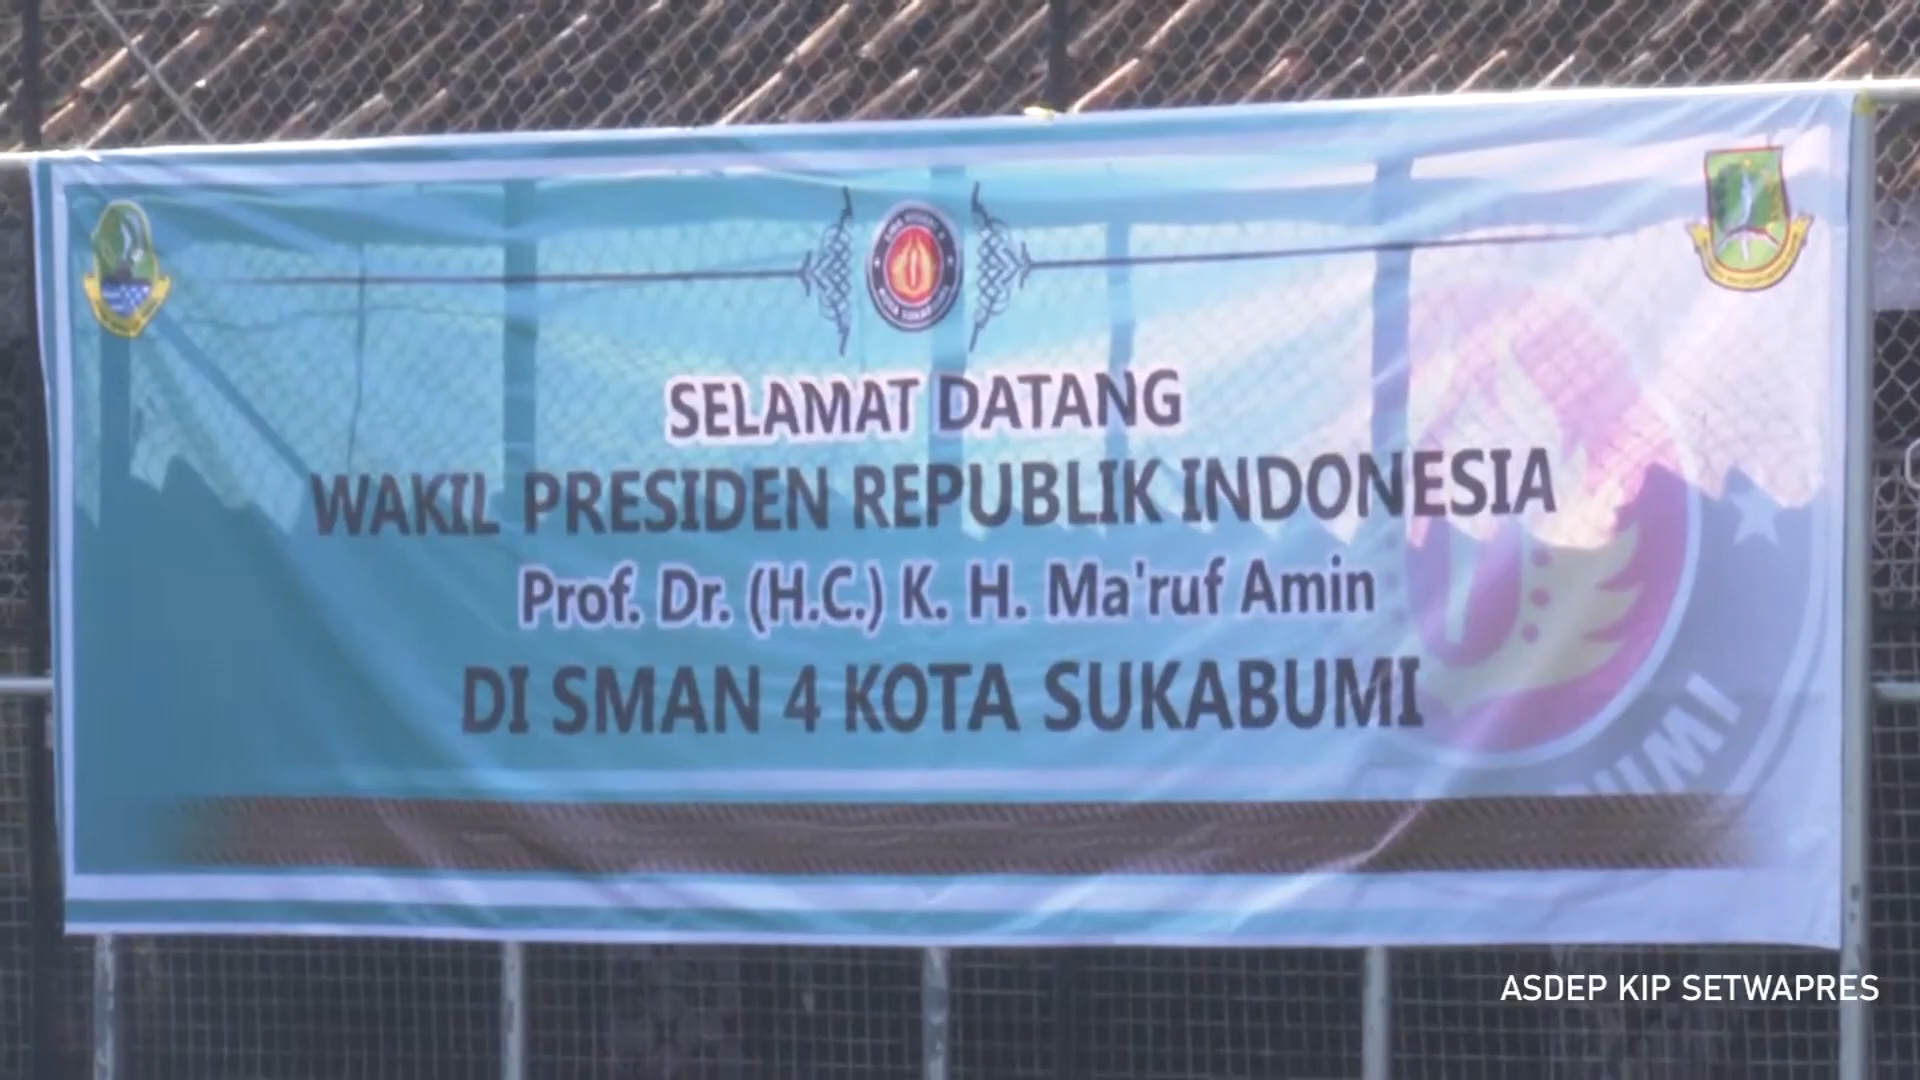 SELAMAT DATANG
WAKIL PRESIDEN REPUBLIK INDONESIA
Prof. Dr. (H.C.) K. H. Ma'ruf Amin
DI SMAN 4 KOTA SUKABUMI
ASDEP KIP SETWAPRES